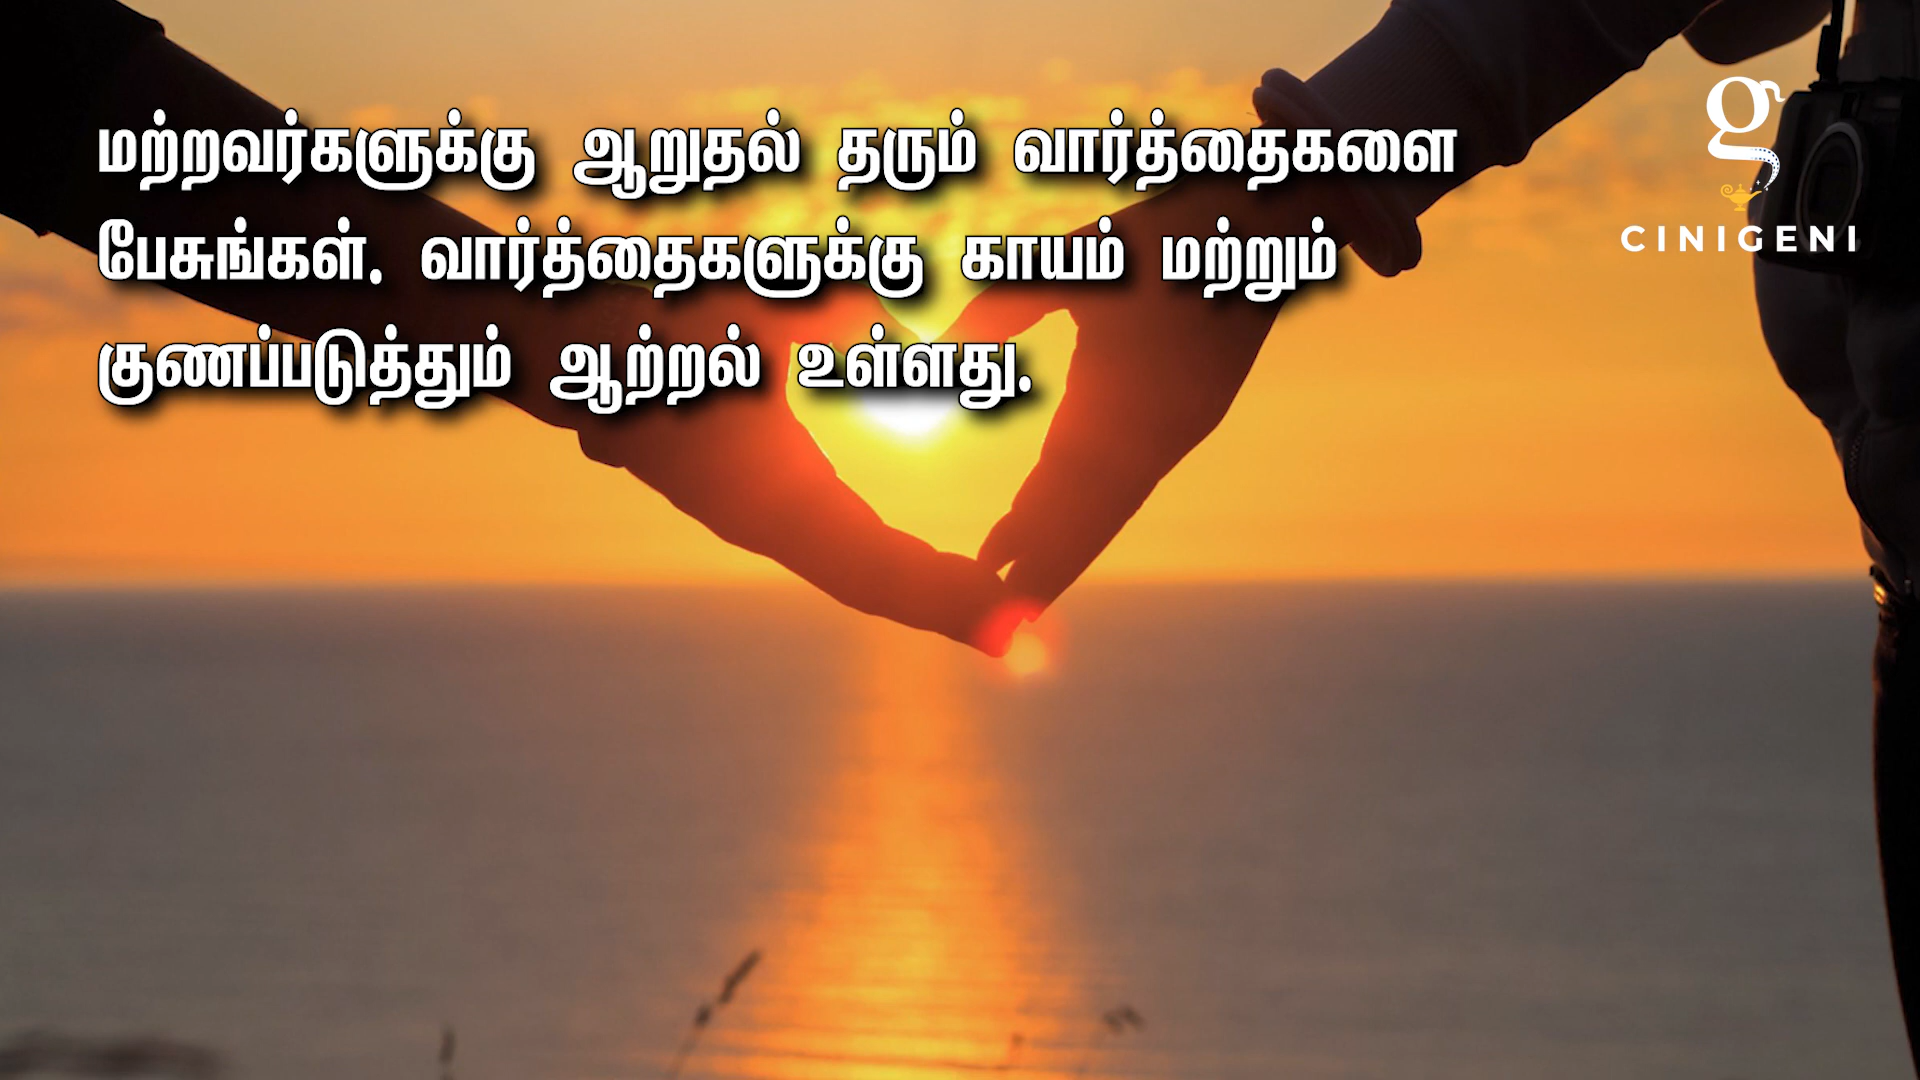 மற்றவர்களுக்கு ஆறுதல் தரும் வார்த்தைகளை
பேசுங்கள். வார்த்தைகளுக்கு காயம் மற்றும்
குணப்படுத்தும் ஆற்றல் உள்ளது.
g
CINIGENI